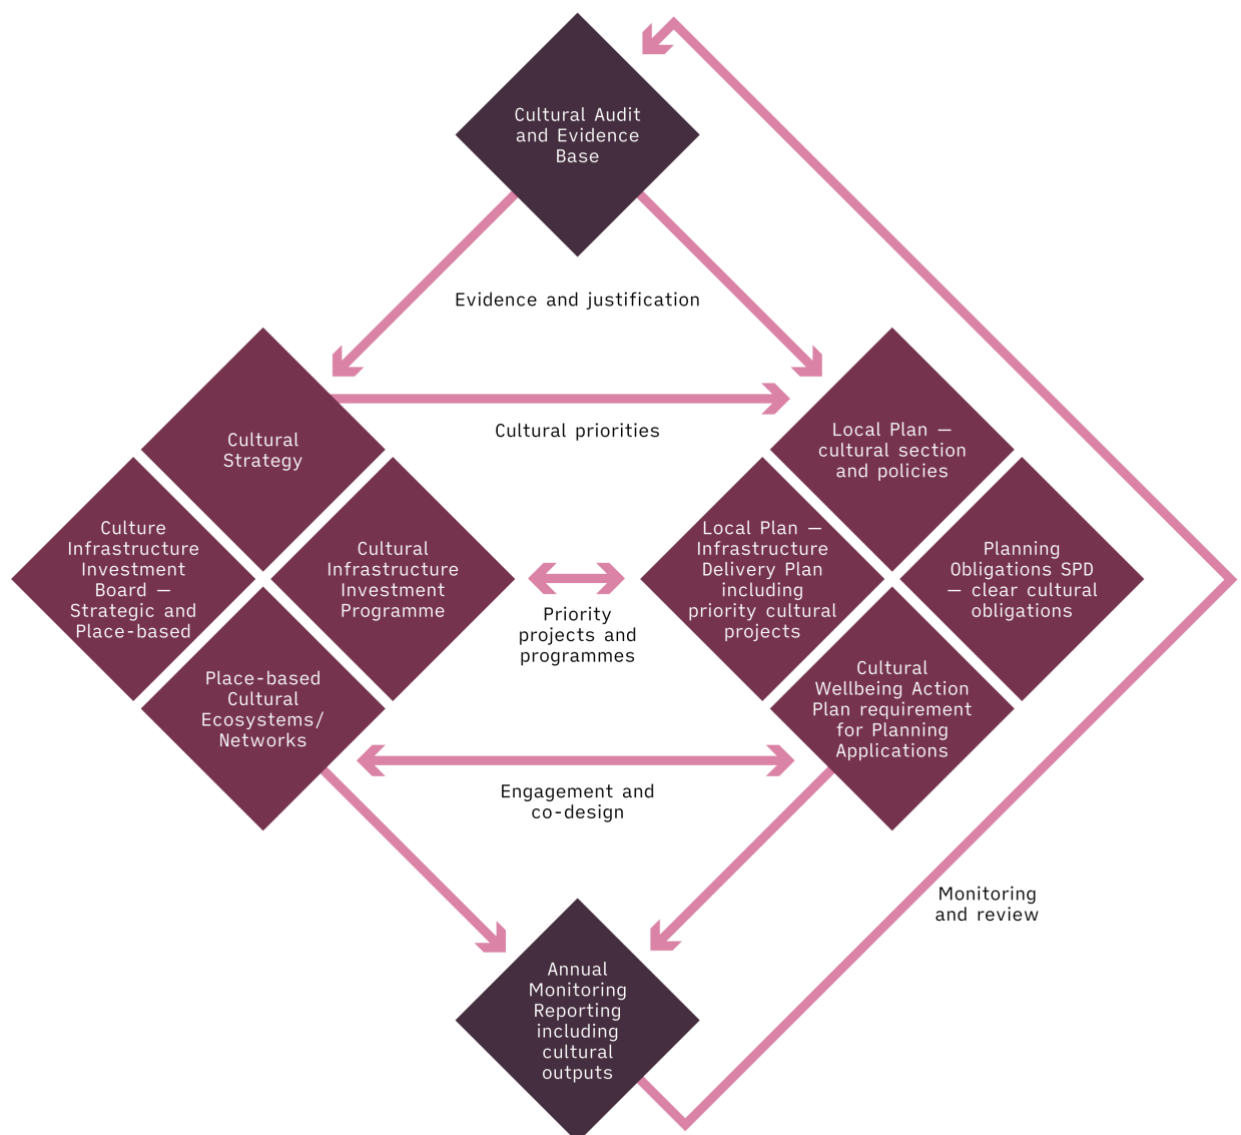 Cultural Audit
and Evidence
Base
Evidence and justification
Cultural priorities
Cultural
Strategy
Local Plan —
cultural section
and policies
Culture
Infrastructure
Investment
Board —
Strategic and
Place-based
Cultural
Infrastructure
Investment
Programme
Priority
projects and
programmes
Local Plan —
Infrastructure
Delivery Plan
including
priority cultural
projects
Planning
Obligations SPD
— clear cultural
obligations
Place-based
Cultural
Ecosystems/
Networks
Cultural
Wellbeing Action
Plan requirement
for Planning
Applications
Engagement and
co-design
Monitoring
and review
Annual
Monitoring
Reporting
including
cultural
outputs